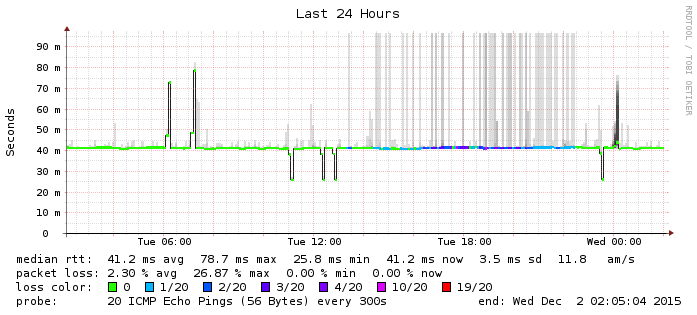 Last 24 Hours
RRDTOOL / TOBI OETIKER
Seconds
90 m
80 m
70 m
60 m
50 m
40 m
30 m
20 m
10 m
0
Tue 06:00 Tue 12:00 Tue 18:00 Wed 00:00
median rtt: 41.2 ms avg 78.7 ms max 25.8 ms min 41.2 ms now 3.5 ms sd 11.8 am/s
packet loss: 2.30 % avg 26.87 % max 0.00 % min 0.00 % now
loss color: 0 1/20 2/20 3/20 4/20 10/20 19/20
probe: 20 ICMP Echo Pings (56 Bytes) every 300s end: Wed Dec 2 02:05:04 2015